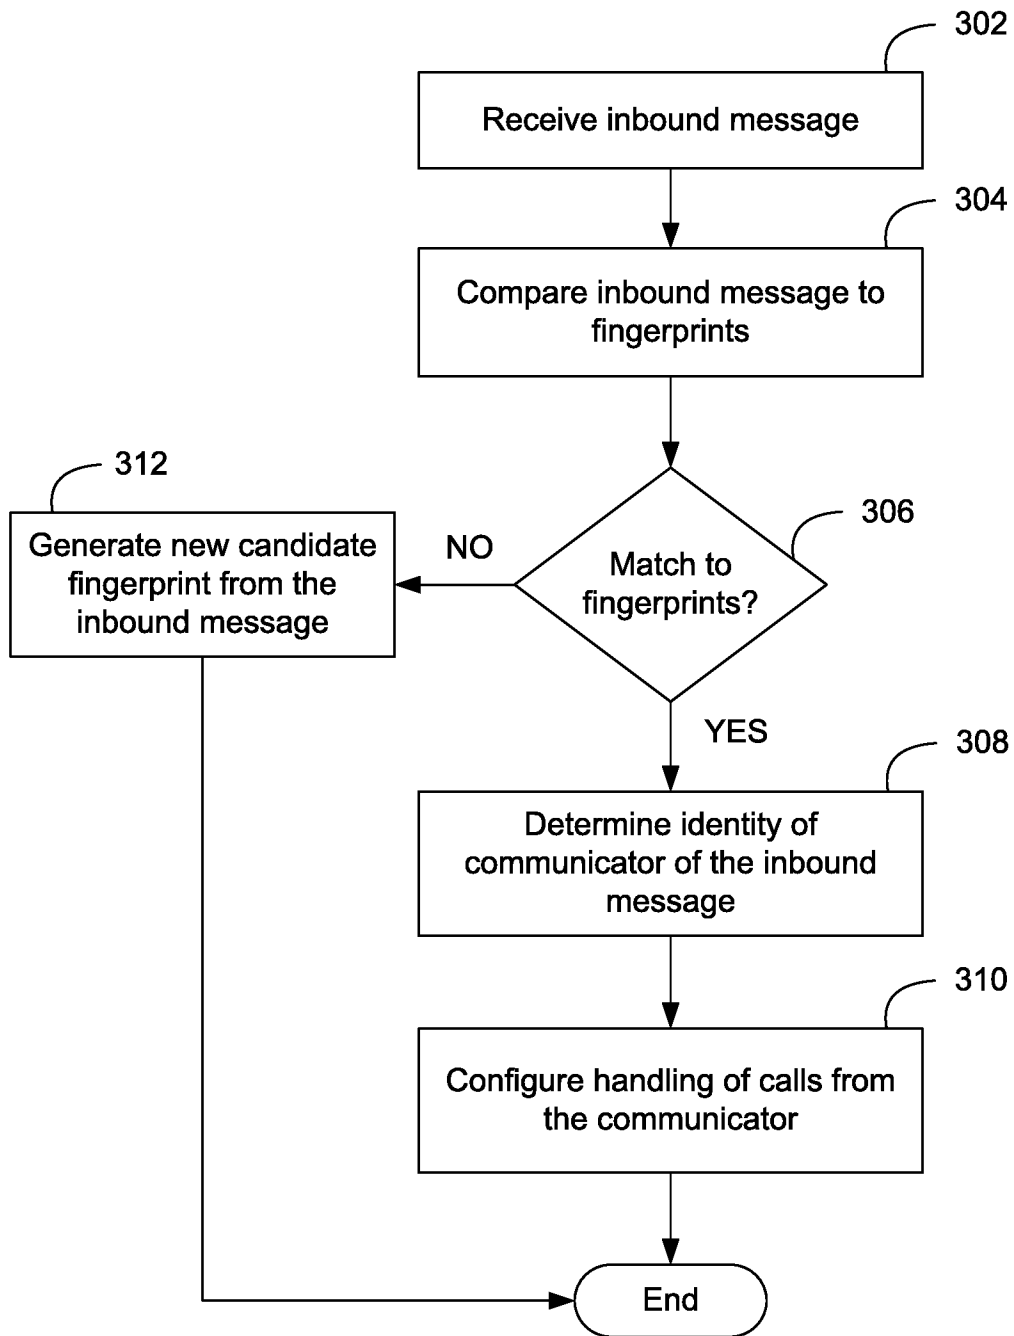 302
Receive inbound message
304
Compare inbound message to
fingerprints
306
Match to
fingerprints?
NO
312
Generate new candidate
fingerprint from the
inbound message
YES
308
Determine identity of
communicator of the inbound
message
310
Configure handling of calls from
the communicator
End